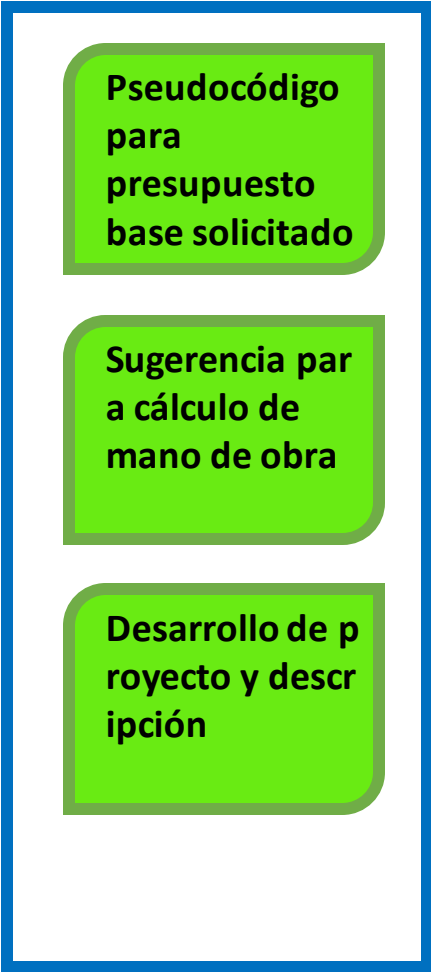 Pseudocódigo
para
presupuesto
base solicitado
Sugerencia par
a cálculo de
mano de obra
Desarrollo de p
royecto y descr
ipción